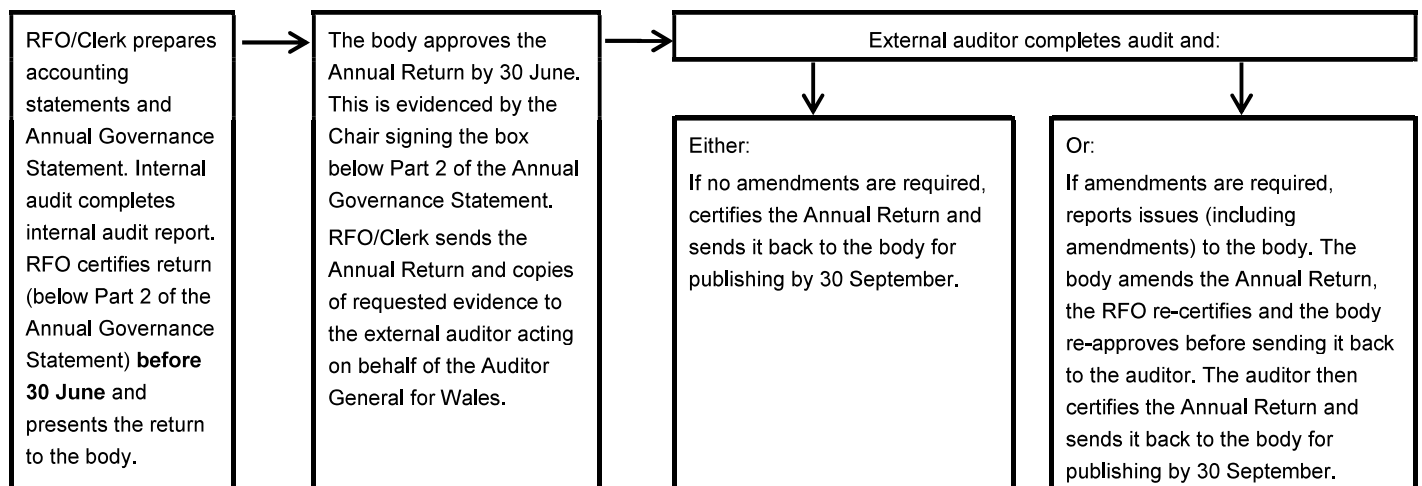 RFO/Clerk prepares
accounting
statements and
Annual Governance
Statement. Internal
audit completes
internal audit report.
RFO certifies return
(below Part 2 of the
Annual Governance
Statement) before
30 June and
presents the return
to the body.
The body approves the
Annual Return by 30 June.
This is evidenced by the
Chair signing the box
below Part 2 of the Annual
Governance Statement.
RFO/Clerk sends the
Annual Return and copies
of requested evidence to
the external auditor acting
on behalf of the Auditor
General for Wales.
External auditor completes audit and:
Either:
If no amendments are required,
certifies the Annual Return and
sends it back to the body for
publishing by 30 September.
Or:
If amendments are required,
reports issues (including
amendments) to the body. The
body amends the Annual Return,
the RFO re-certifies and the body
re-approves before sending it back
to the auditor. The auditor then
certifies the Annual Return and
sends it back to the body for
publishing by 30 September.